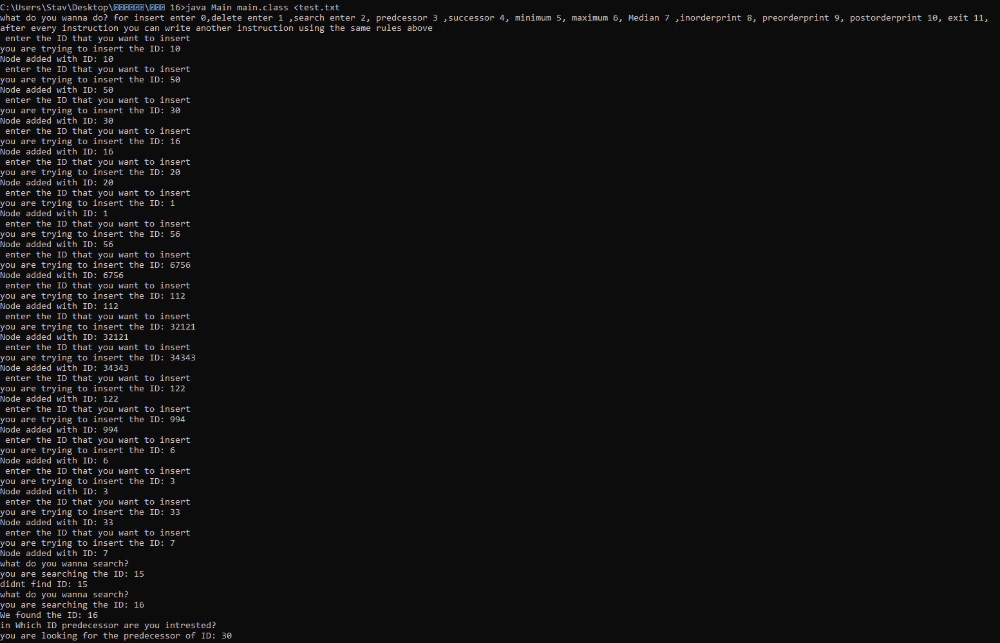 C:\Users\Stav\Desktop\ \ 16>java Main main.class <test.txt
what do you wanna do? for insert enter 0,delete enter 1 ,search enter 2, predcessor 3 ,successor 4, minimum 5, maximum 6, Median 7 ,inorderprint 8, preorderprint 9, postorderprint 10, exit 11,
after every instruction you can write another instruction using the same rules above
enter the ID that you want to insert
you are trying to insert the ID: 10
Node added with ID: 10
enter the ID that you want to insert
you are trying to insert the ID: 50
Node added with ID: 50
enter the ID that you want to insert
you are trying to insert the ID: 30
Node added with ID: 30
enter the ID that you want to insert
you are trying to insert the ID: 16
Node added with ID: 16
enter the ID that you want to insert
you are trying to insert the ID: 20
Node added with ID: 20
enter the ID that you want to insert
you are trying to insert the ID: 1
Node added with ID: 1
enter the ID that you want to insert
you are trying to insert the ID: 56
Node added with ID: 56
enter the ID that you want to insert
you are trying to insert the ID: 6756
Node added with ID: 6756
enter the ID that you want to insert
you are trying to insert the ID: 112
Node added with ID: 112
enter the ID that you want to insert
you are trying to insert the ID: 32121
Node added with ID: 32121
enter the ID that you want to insert
you are trying to insert the ID: 34343
Node added with ID: 34343
enter the ID that you want to insert
you are trying to insert the ID: 122
Node added with ID: 122
enter the ID that you want to insert
you are trying to insert the ID: 994
Node added with ID: 994
enter the ID that you want to insert
you are trying to insert the ID: 6
Node added with ID: 6
enter the ID that you want to insert
you are trying to insert the ID: 3
Node added with ID: 3
enter the ID that you want to insert
you are trying to insert the ID: 33
Node added with ID: 33
enter the ID that you want to insert
you are trying to insert the ID: 7
Node added with ID: 7
what do you wanna search?
you are searching the ID: 15
didnt find ID: 15
what do you wanna search?
you are searching the ID: 16
We found the ID: 16
in Which ID predecessor are you intrested?
you are looking for the predecessor of ID: 30